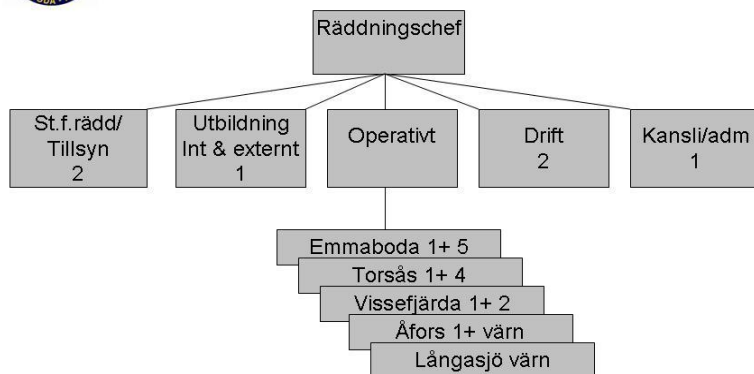 Räddningschef
St.f.rädd/
Tillsyn
2
Utbildning
Int & externt
1
Operativt
Drift
2
Kansli/adm
1
Emmaboda 1+ 5
Torsås 1+ 4
Vissefjärda 1+ 2
Åfors 1+ värn
Långasjö värn